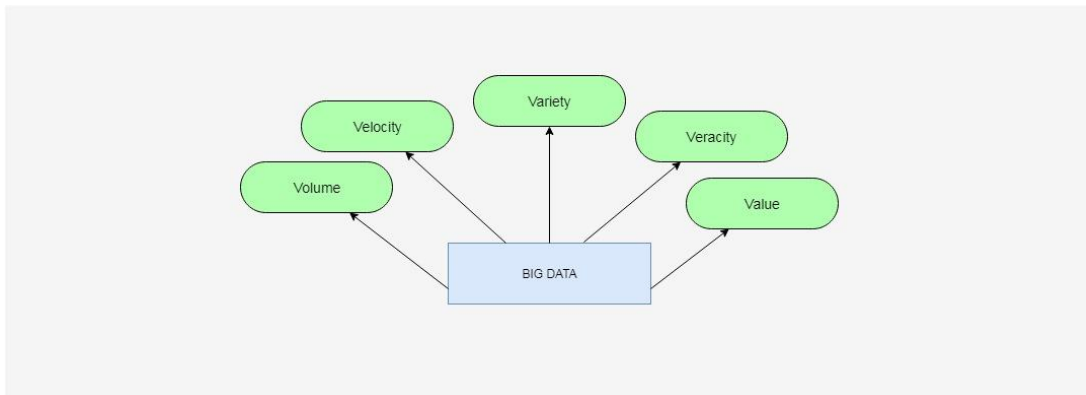 Variety
Velocity
Veracity
Volume
Value
BIG DATA